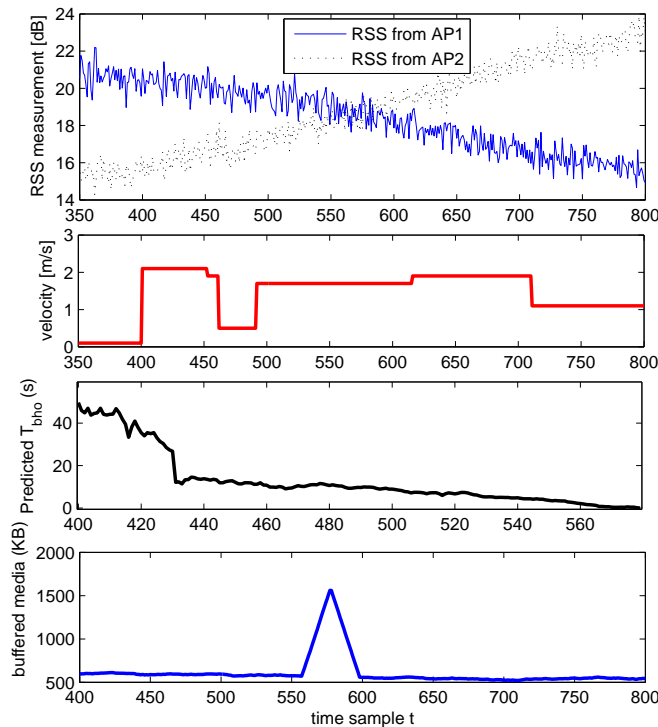 24
22
20
18
16
14
RSS measurement [dB]
RSS from AP1
RSS from AP2
350 400 450 500 550 600 650 700 750 800
3
2
1
0
velocity [m/s]
350 400 450 500 550 600 650 700 750 800
40
20
0
Predicted T_bho (s)
400 420 440 460 480 500 520 540 560
2000
1500
1000
500
buffered media (KB)
400 450 500 550 600 650 700 750 800
time sample t